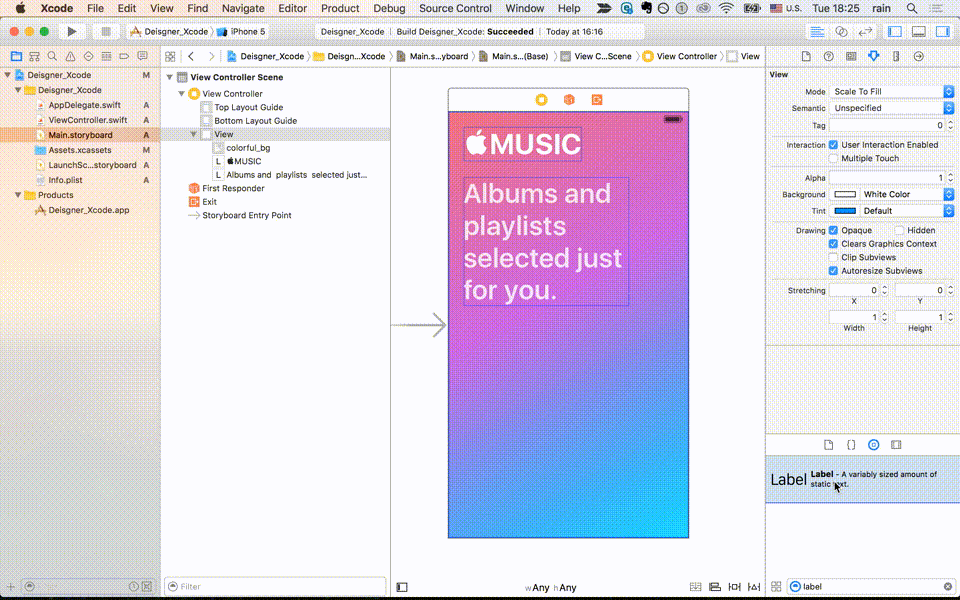 Xcode File Edit View Find Navigate Editor Product Debug Source Control Window Help U.S. Tue 18:25 rain
Deisgner_Xcode iPhone 5 Deisgner_Xcode Build Deisgner_Xcode: Succeeded Today at 16:16
Deisgner_Xcode Deisgn...Xcode Main.s...yboard Main.s...(Base) View C...Scene View Controller View
Deisgner_Xcode M
Deisgner_Xcode
AppDelegate.swift A
ViewController.swift A
Main.storyboard A
Assets.xcassets A
LaunchSc...storyboard A
Info.plist A
Products
Deisgner_Xcode.app
View Controller Scene
View Controller
Top Layout Guide
Bottom Layout Guide
View
colorful_bg
L MUSIC
L Albums and playlists selected just...
First Responder
Exit
Storyboard Entry Point
Filter
MUSIC
Albums and
playlists
selected just
for you.
w Any h Any
View
Mode Scale To Fill
Semantic Unspecified
Tag 0
Interaction User Interaction Enabled
Multiple Touch
Alpha 1
Background White Color
Tint Default
Drawing Opaque Hidden
Clears Graphics Context
Clip Subviews
Autoresize Subviews
Stretching 0 0
X Y
1 1
Width Height
Label Label - A variably sized amount of
static text.
label